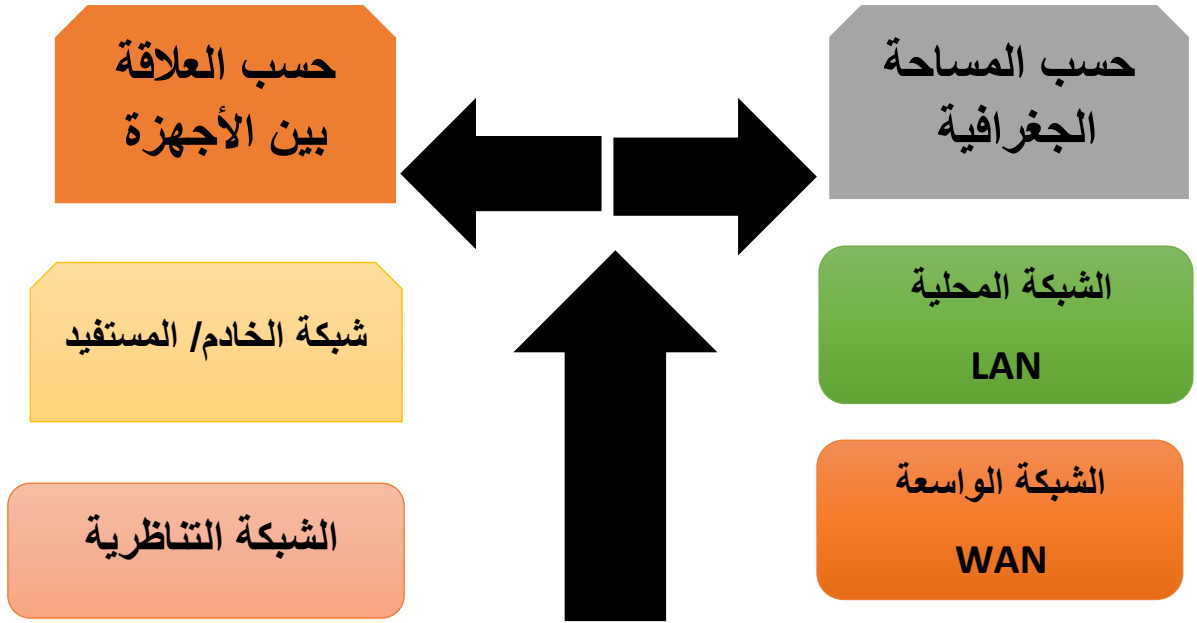 حسب المساحة
الجغرافية
الشبكة المحلية
LAN
الشبكة الواسعة
WAN
حسب العلاقة
بين الأجهزة
شبكة الخادم/ المستفيد
الشبكة التناظرية